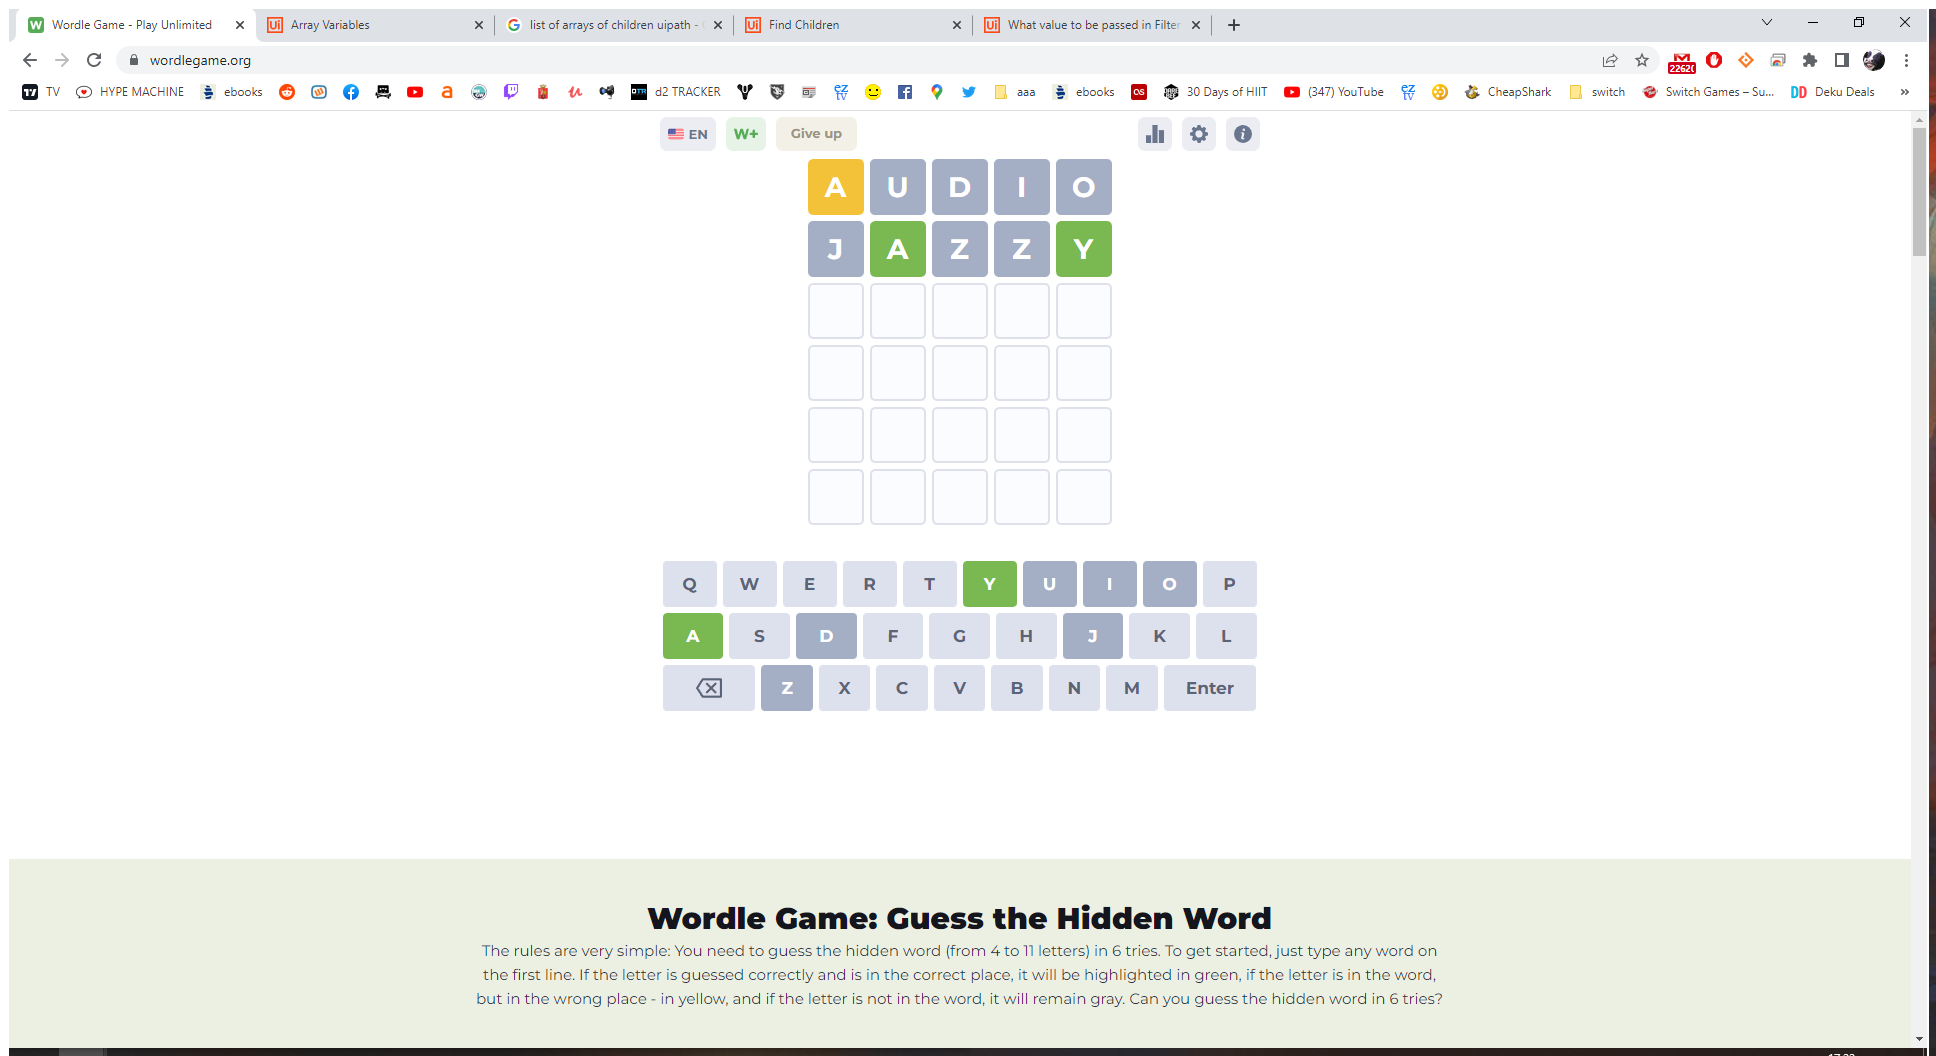 Wordle Game - Play Unlimited
Array Variables
list of arrays of children uipath -
Find Children
What value to be passed in Filter
wordlegame.org
22620
TV
HYPE MACHINE
ebooks
DTR
d2 TRACKER
aaa
ebooks
30 Days of HIIT
(347) YouTube
CheapShark
switch
Switch Games – Su...
DD
Deku Deals
»
EN
W+
Give up
A U D I O
J A Z Z Y
Q W E R T Y U I O P
A S D F G H J K L
Z X C V B N M Enter
Wordle Game: Guess the Hidden Word
The rules are very simple: You need to guess the hidden word (from 4 to 11 letters) in 6 tries. To get started, just type any word on
the first line. If the letter is guessed correctly and is in the correct place, it will be highlighted in green, if the letter is in the word,
but in the wrong place - in yellow, and if the letter is not in the word, it will remain gray. Can you guess the hidden word in 6 tries?